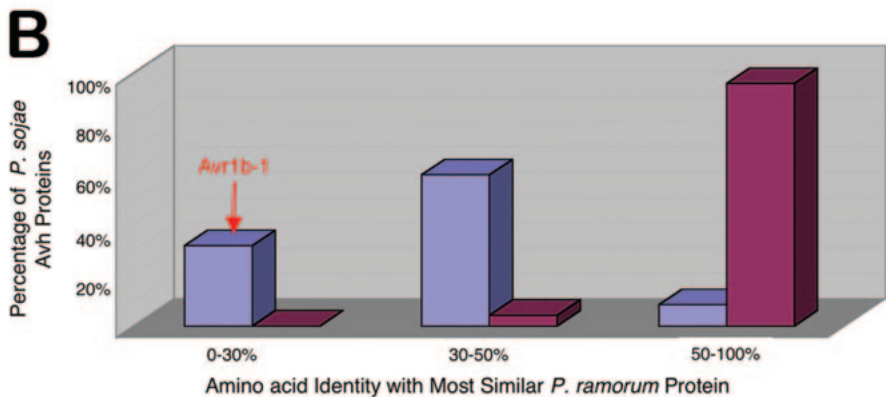 B
Percentage of P. sojae
Avh Proteins
100%
80%
60%
40%
20%
Avr1b-1
0-30%
30-50%
50-100%
Amino acid Identity with Most Similar P. ramorum Protein